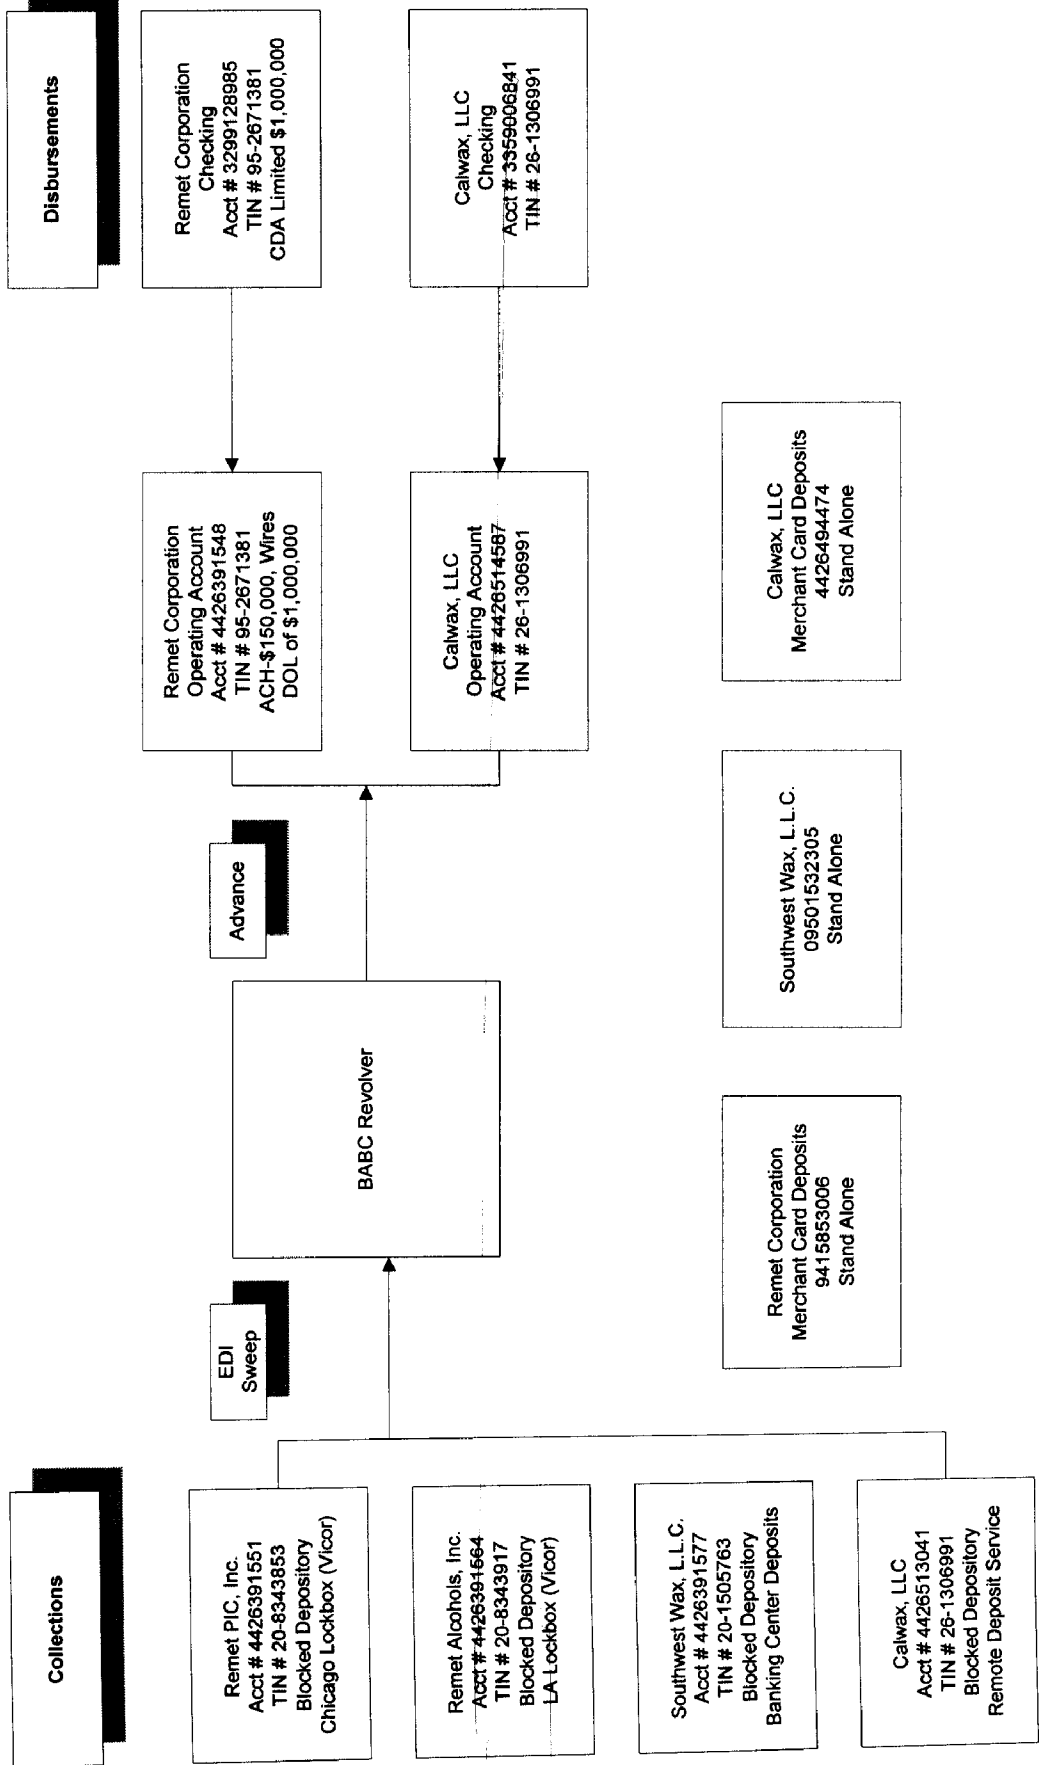 Collections
Disbursements
Remet PIC, Inc.
Acct # 4426391551
TIN # 20-8343853
Blocked Depository
Chicago Lockbox (Vicor)
Remet Alcohols, Inc.
Acct # 4426391564
TIN # 20-8343917
Blocked Depository
LA Lockbox (Vicor)
Southwest Wax, L.L.C.
Acct # 4426391577
TIN # 20-1505763
Blocked Depository
Banking Center Deposits
Calwax, LLC
Acct # 4426513041
TIN # 26-1306991
Blocked Depository
Remote Deposit Service
EDI
Sweep
BABC Revolver
Advance
Remet Corporation
Operating Account
Acct # 4426391548
TIN # 95-2671381
ACH-$150,000, Wires
DOL of $1,000,000
Calwax, LLC
Operating Account
Acct # 4426514587
TIN # 26-1306991
Remet Corporation
Checking
Acct # 3299128985
TIN # 95-2671381
CDA Limited $1,000,000
Calwax, LLC
Checking
Acct # 3359006841
TIN # 26-1306991
Remet Corporation
Merchant Card Deposits
9415853006
Stand Alone
Southwest Wax, L.L.C.
09501532305
Stand Alone
Calwax, LLC
Merchant Card Deposits
4426494474
Stand Alone